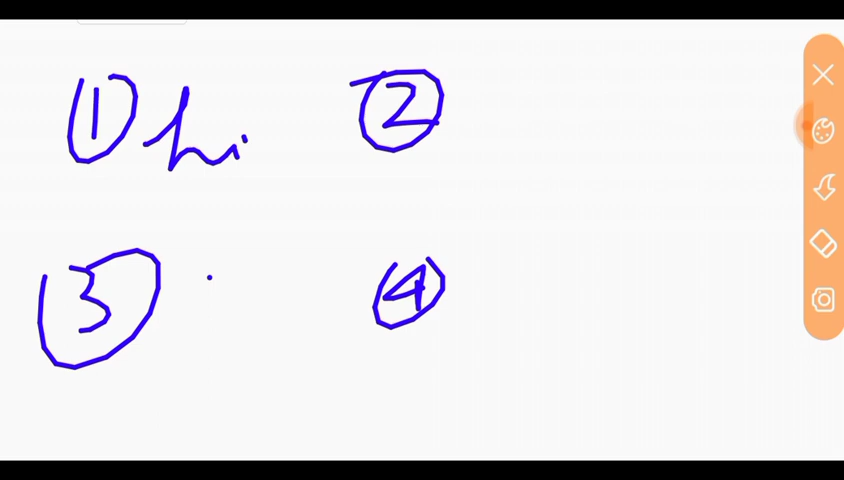 ① hi ②
③ ④